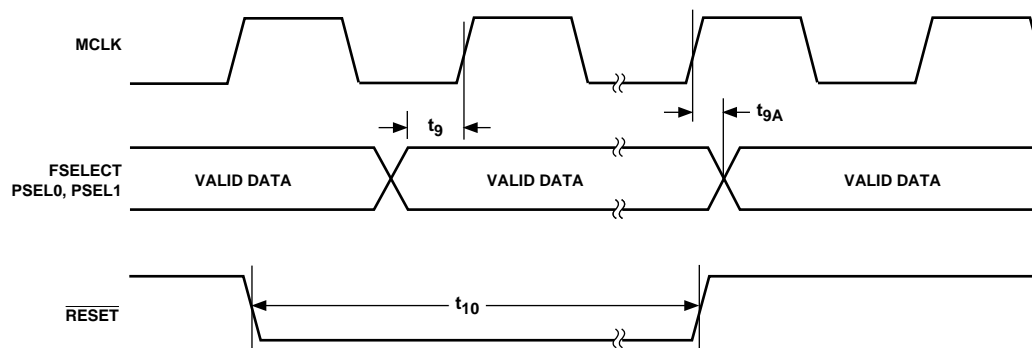 MCLK
t9
t9A
FSELECT
PSEL0, PSEL1
VALID DATA
VALID DATA
VALID DATA
RESET
t10